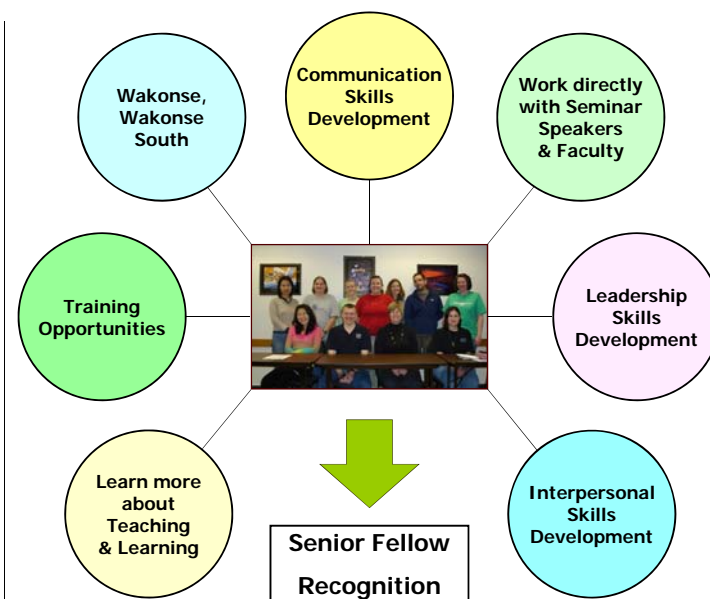 Communication
Skills
Development
Wakonse,
Wakonse
South
Work directly
with Seminar
Speakers
& Faculty
Training
Opportunities
Leadership
Skills
Development
Learn more
about
Teaching
& Learning
Interpersonal
Skills
Development
Senior Fellow
Recognition